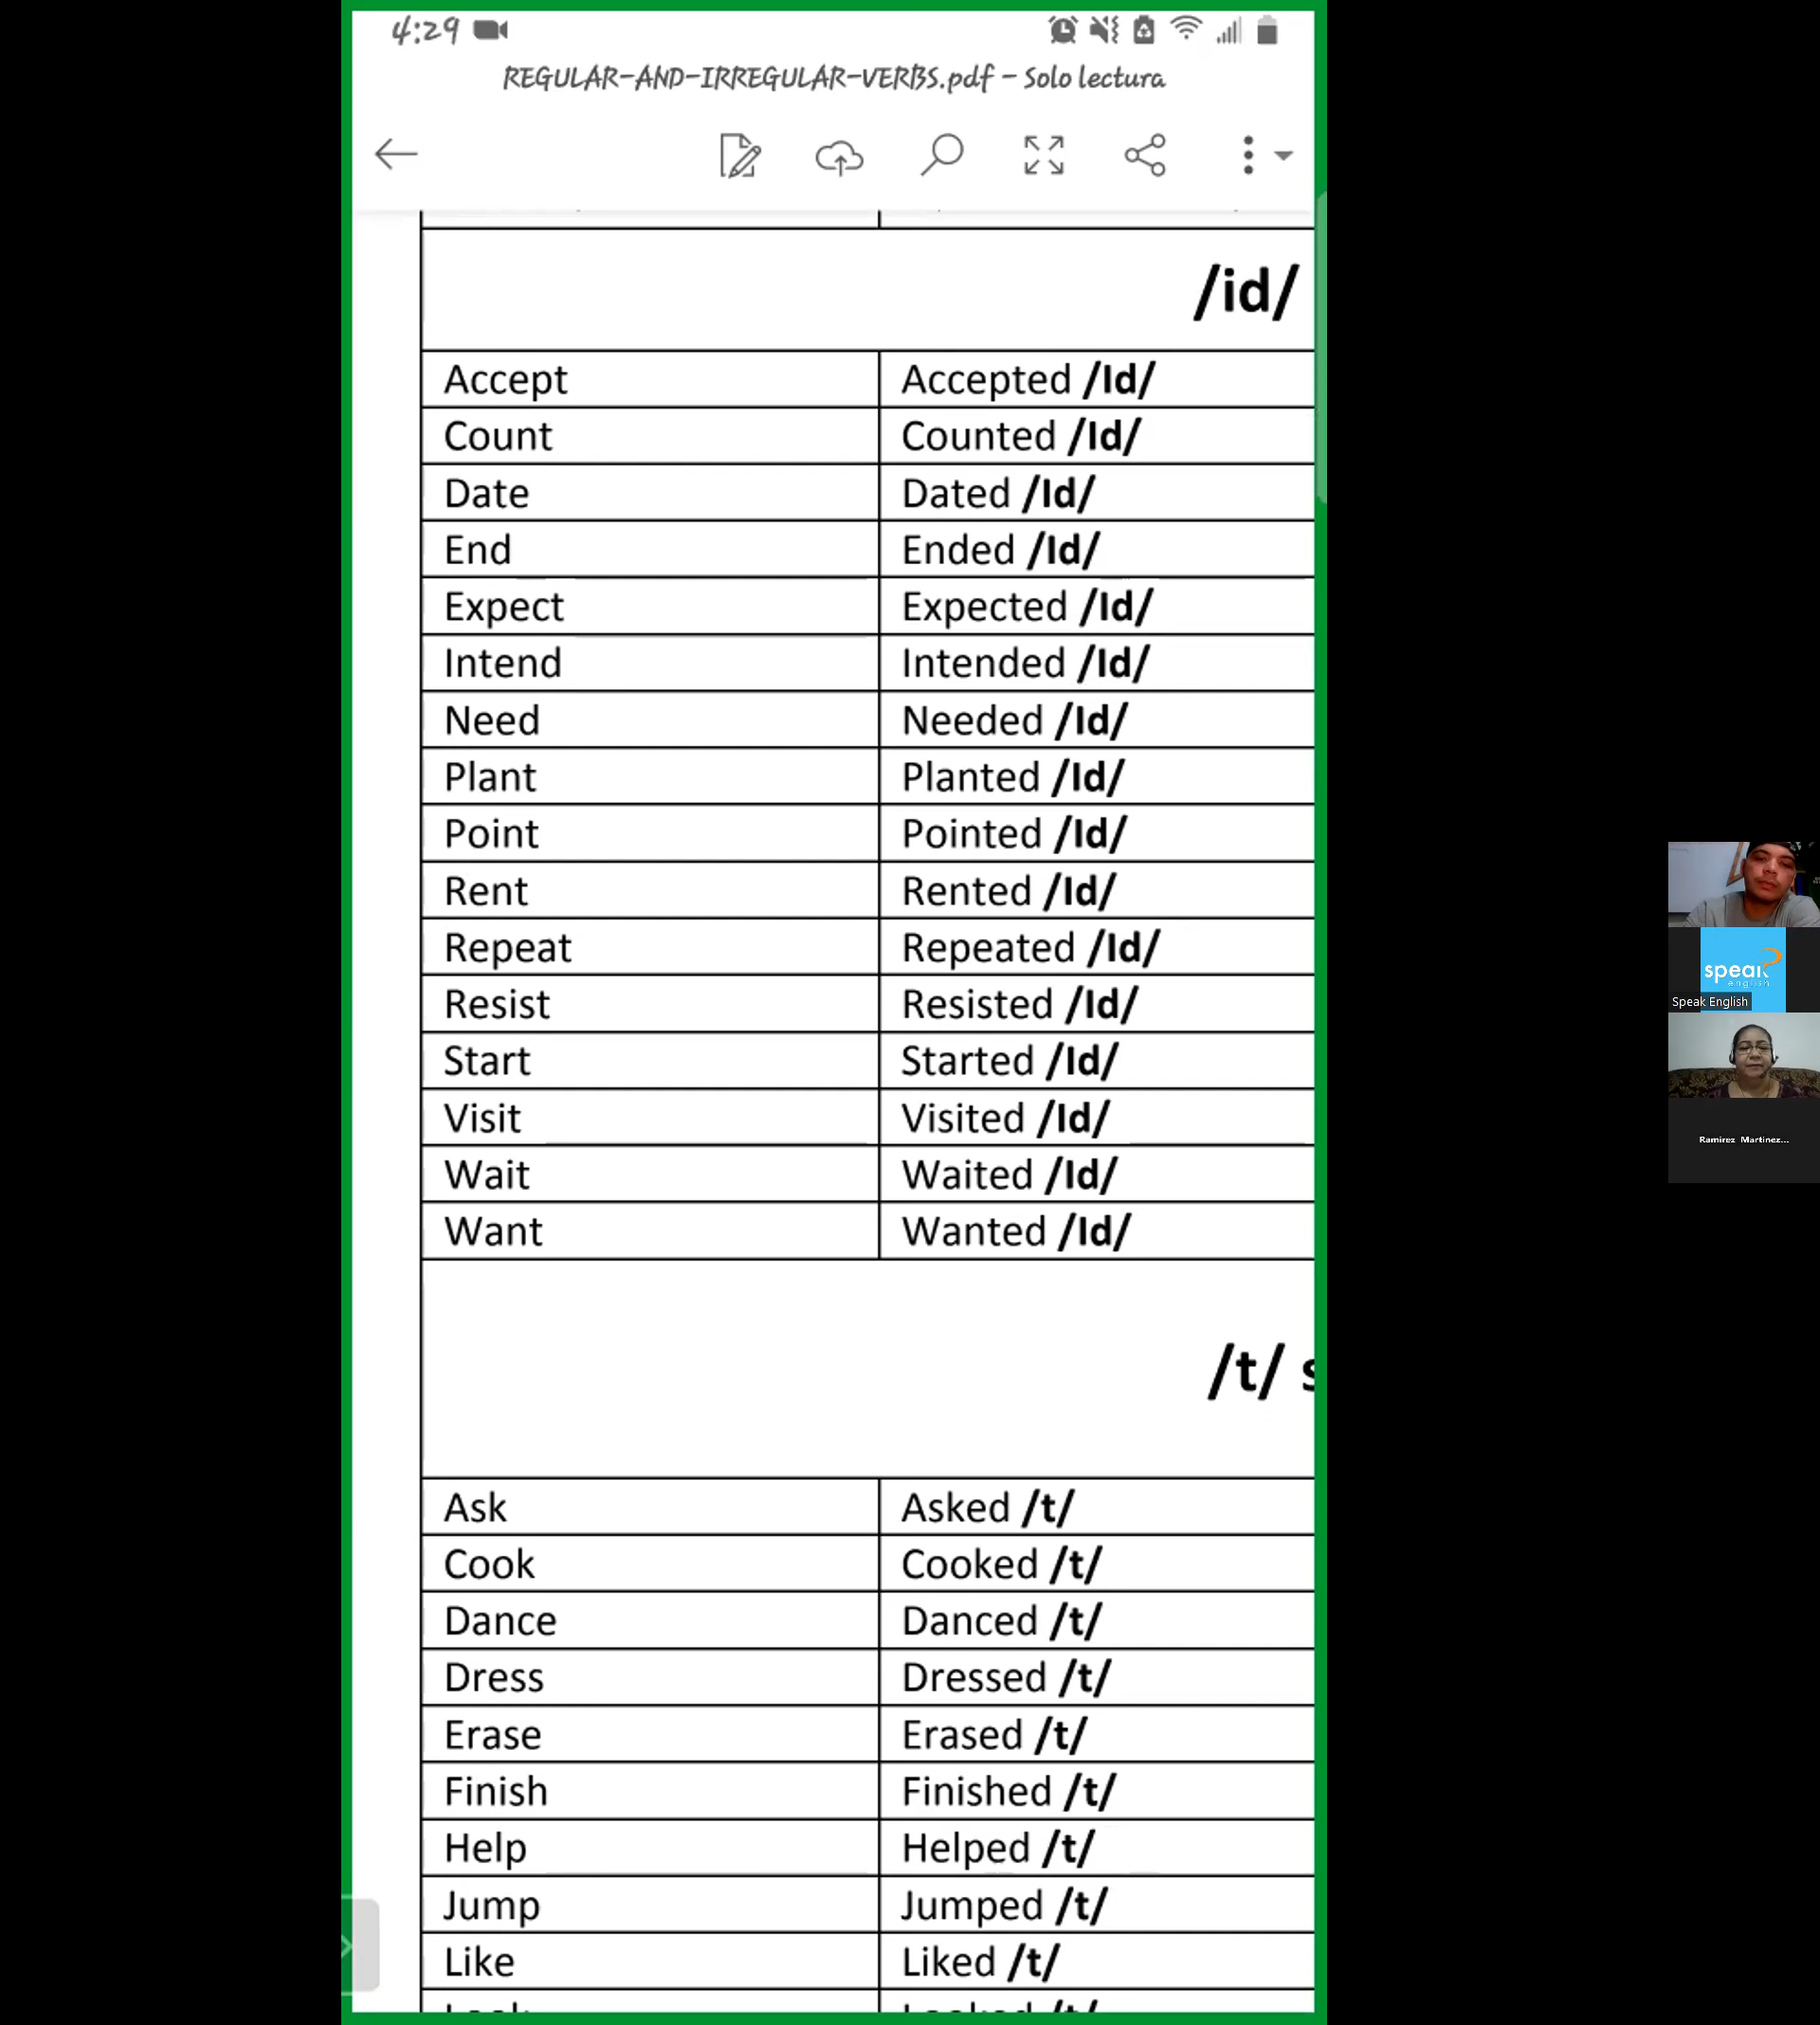 4:29
REGULAR-AND-IRREGULAR-VERBS.pdf - Solo lectura
/id/
Accept Accepted /Id/
Count Counted /Id/
Date Dated /Id/
End Ended /Id/
Expect Expected /Id/
Intend Intended /Id/
Need Needed /Id/
Plant Planted /Id/
Point Pointed /Id/
Rent Rented /Id/
Repeat Repeated /Id/
Resist Resisted /Id/
Start Started /Id/
Visit Visited /Id/
Wait Waited /Id/
Want Wanted /Id/
/t/ s
Ask Asked /t/
Cook Cooked /t/
Dance Danced /t/
Dress Dressed /t/
Erase Erased /t/
Finish Finished /t/
Help Helped /t/
Jump Jumped /t/
Like Liked /t/
speak
english
Speak English
Ramirez Martinez...